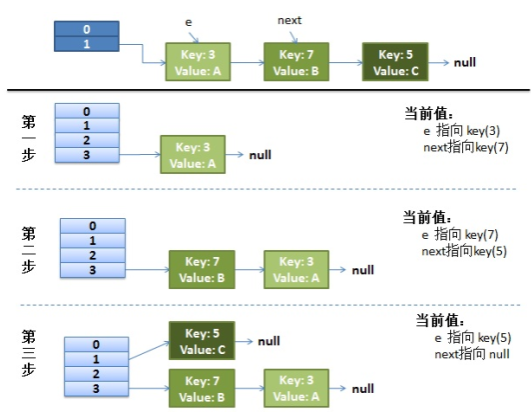 e
next
0
1
Key: 3
Value: A
Key: 7
Value: B
Key: 5
Value: C
null
第一步
0
1
2
3
Key: 3
Value: A
null
当前值:
e 指向 key(3)
next指向key(7)
第二步
0
1
2
3
Key: 7
Value: B
Key: 3
Value: A
null
当前值:
e 指向 key(7)
next指向key(5)
第三步
0
1
2
3
Key: 5
Value: C
null
Key: 7
Value: B
Key: 3
Value: A
null
当前值:
e 指向 key(5)
next指向 null